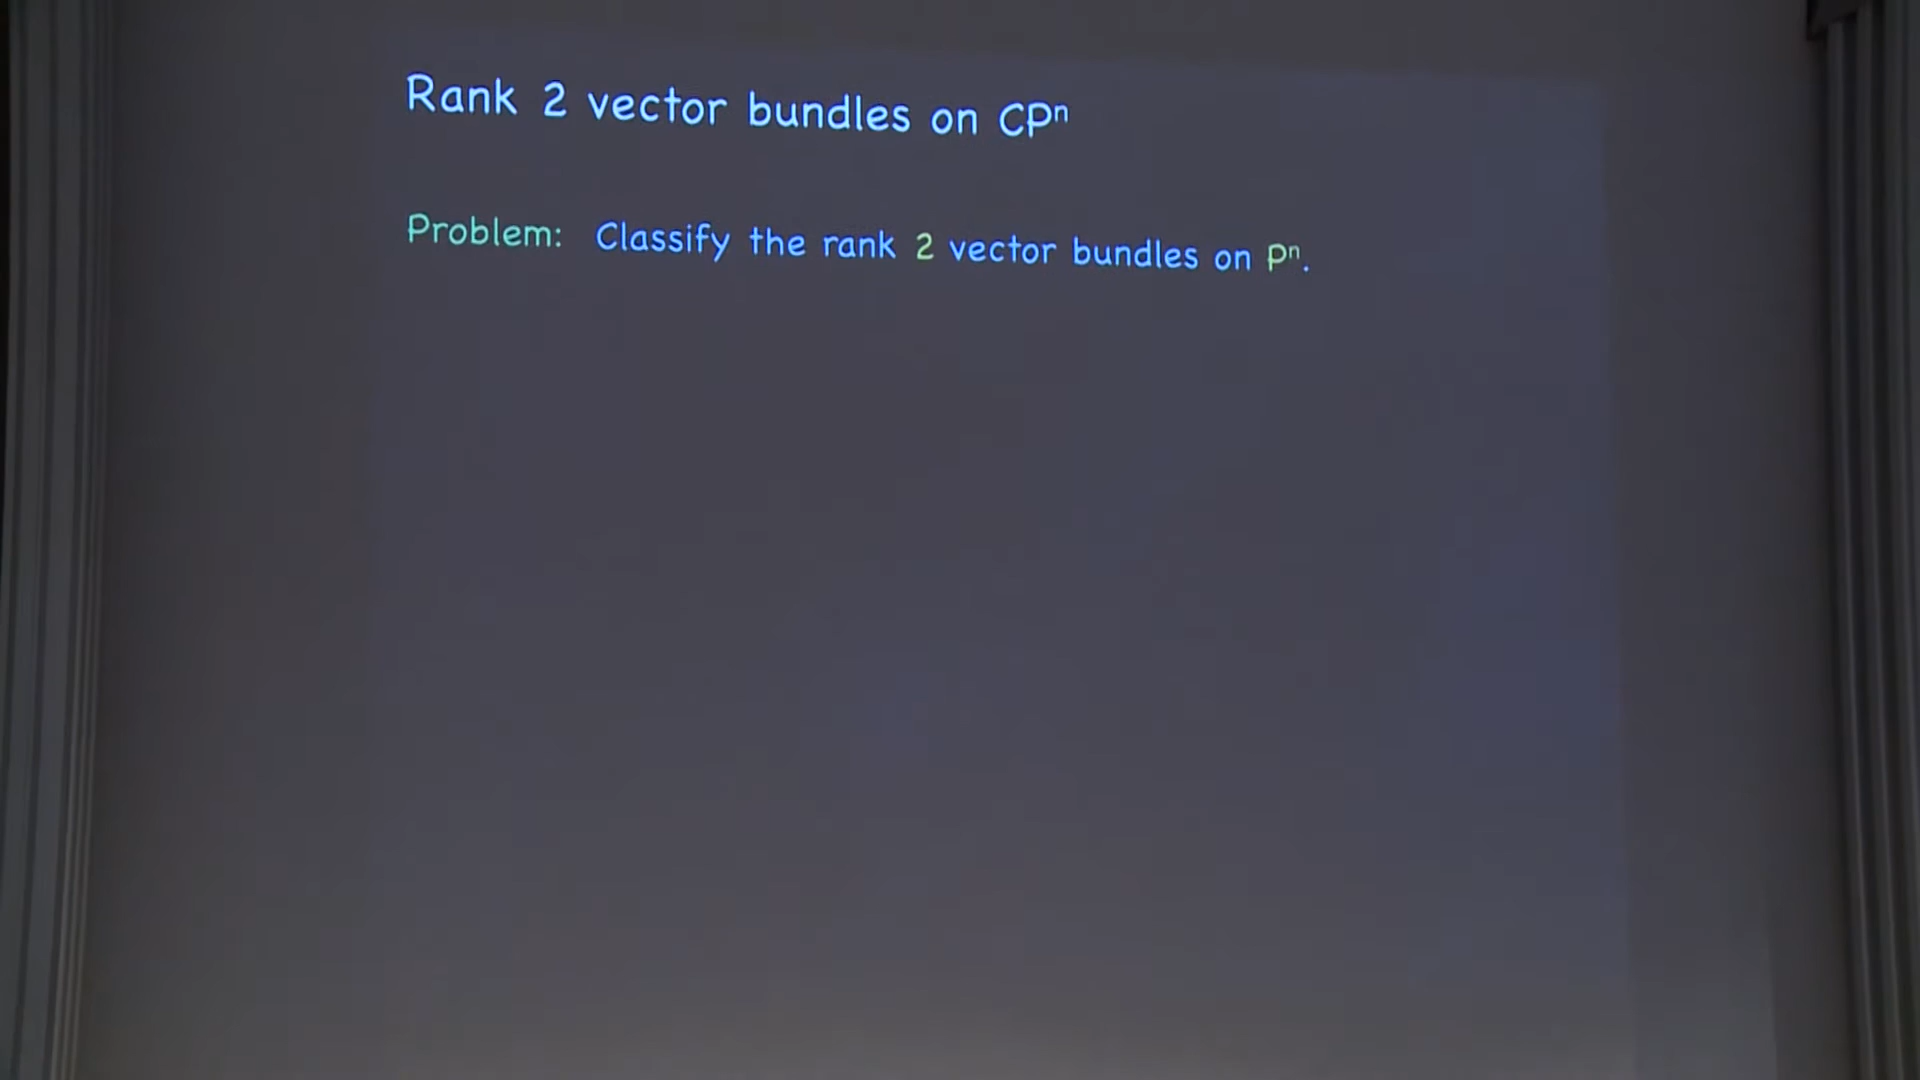 Rank 2 vector bundles on CPⁿ
Problem: Classify the rank 2 vector bundles on Pⁿ.